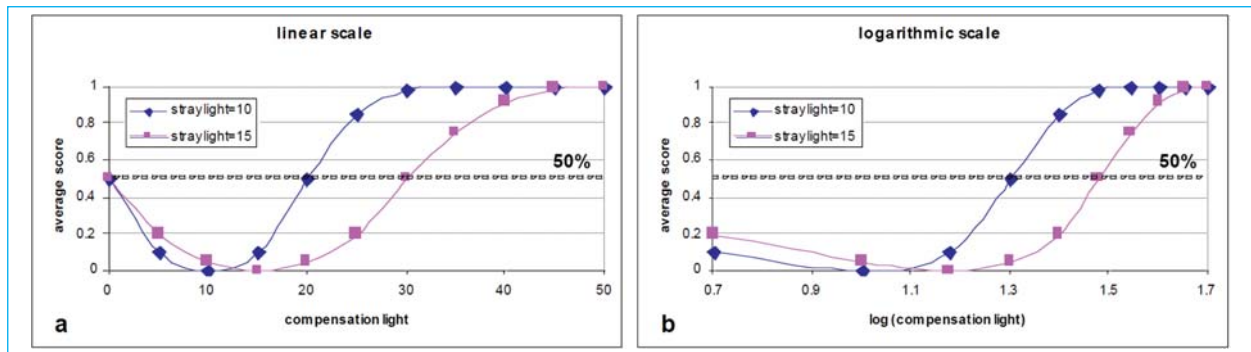 linear scale
1
0.8
0.6
0.4
0.2
0
average score
straylight=10
straylight=15
50%
0 10 20 30 40 50
compensation light
a
logarithmic scale
1
0.8
0.6
0.4
0.2
0
average score
straylight=10
straylight=15
50%
0.7 0.9 1.1 1.3 1.5 1.7
log (compensation light)
b